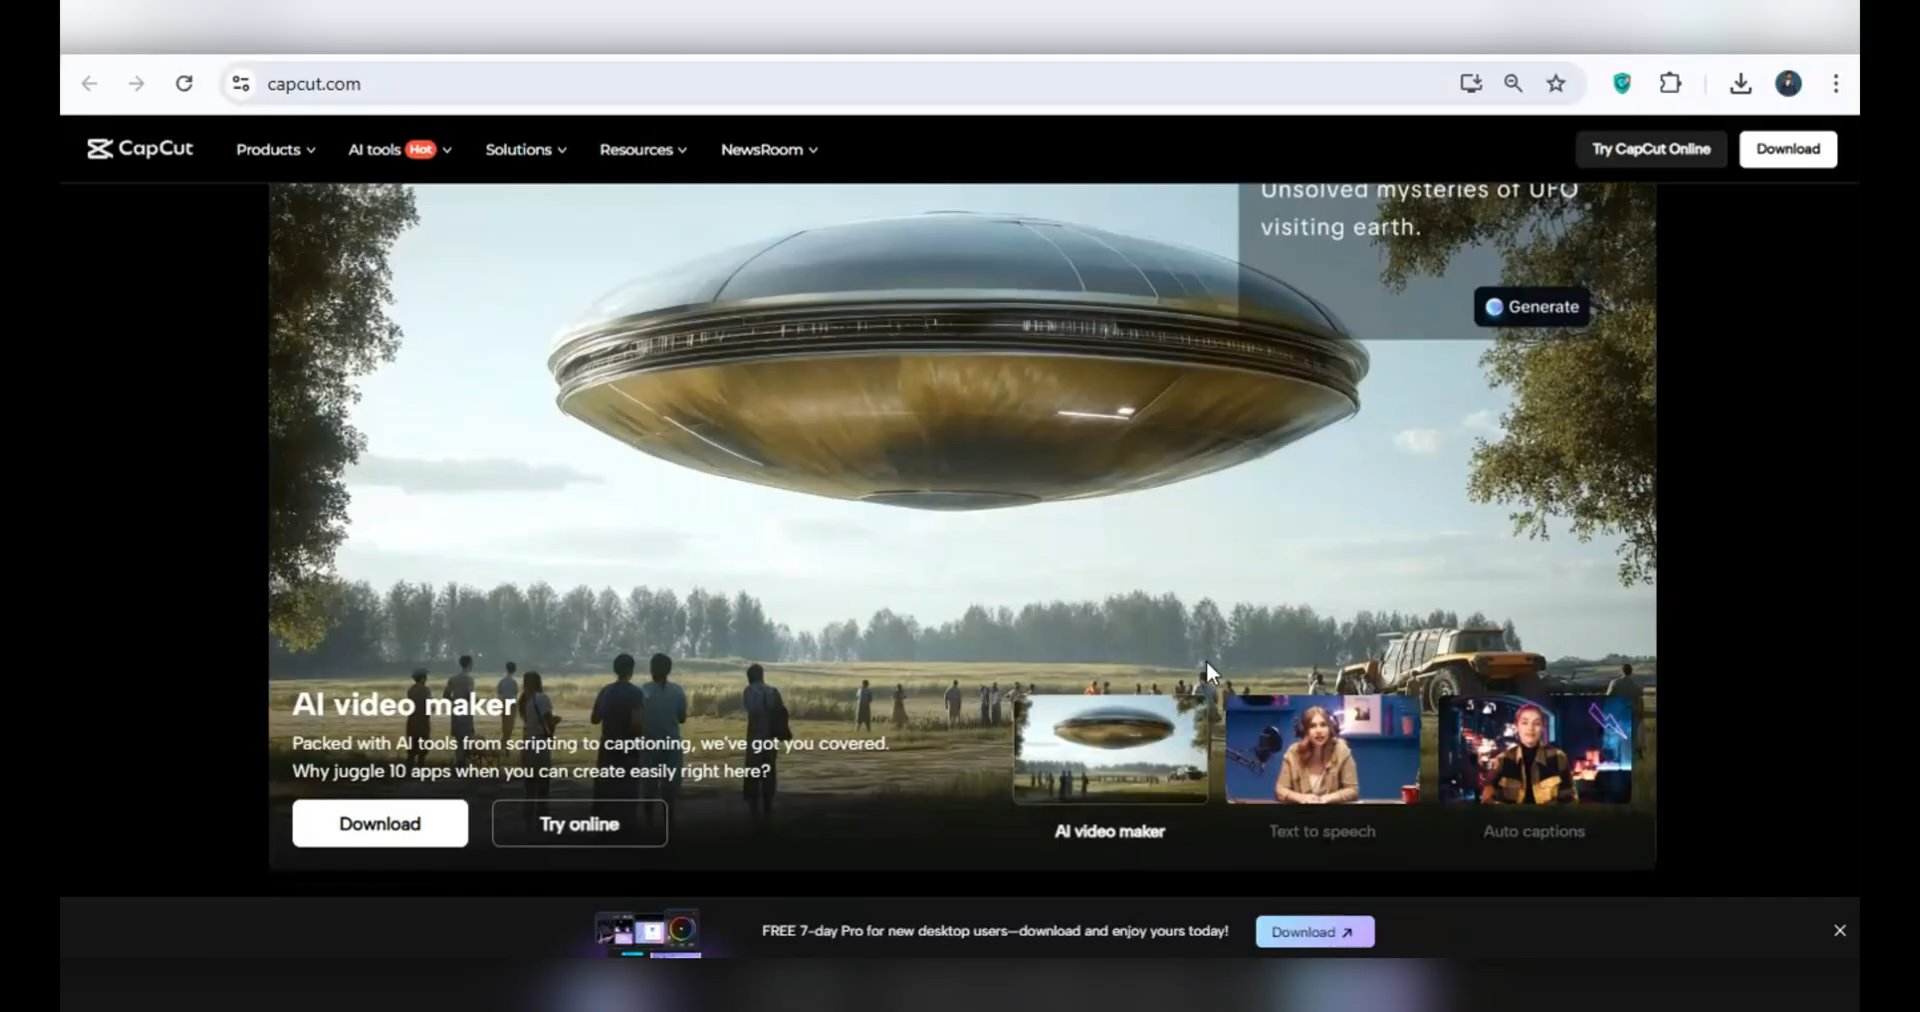 capcut.com
CapCut
Products
AI tools Hot
Solutions
Resources
NewsRoom
Try CapCut Online
Download
Unsolved mysteries of UFO
visiting earth.
Generate
AI video maker
Packed with AI tools from scripting to captioning, we've got you covered.
Why juggle 10 apps when you can create easily right here?
Download
Try online
AI video maker
Text to speech
Auto captions
FREE 7-day Pro for new desktop users—download and enjoy yours today!
Download